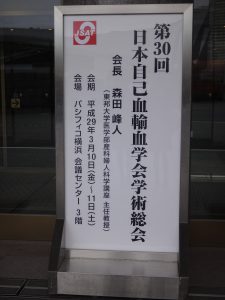 JSAT
第30回
日本自己血輸血学会学術総会
会長 森田 峰人
(東邦大学医学部産科婦人科学講座 主任教授)
会期 平成29年3月10日(金)~11日(土)
会場 パシフィコ横浜 会議センター 3階